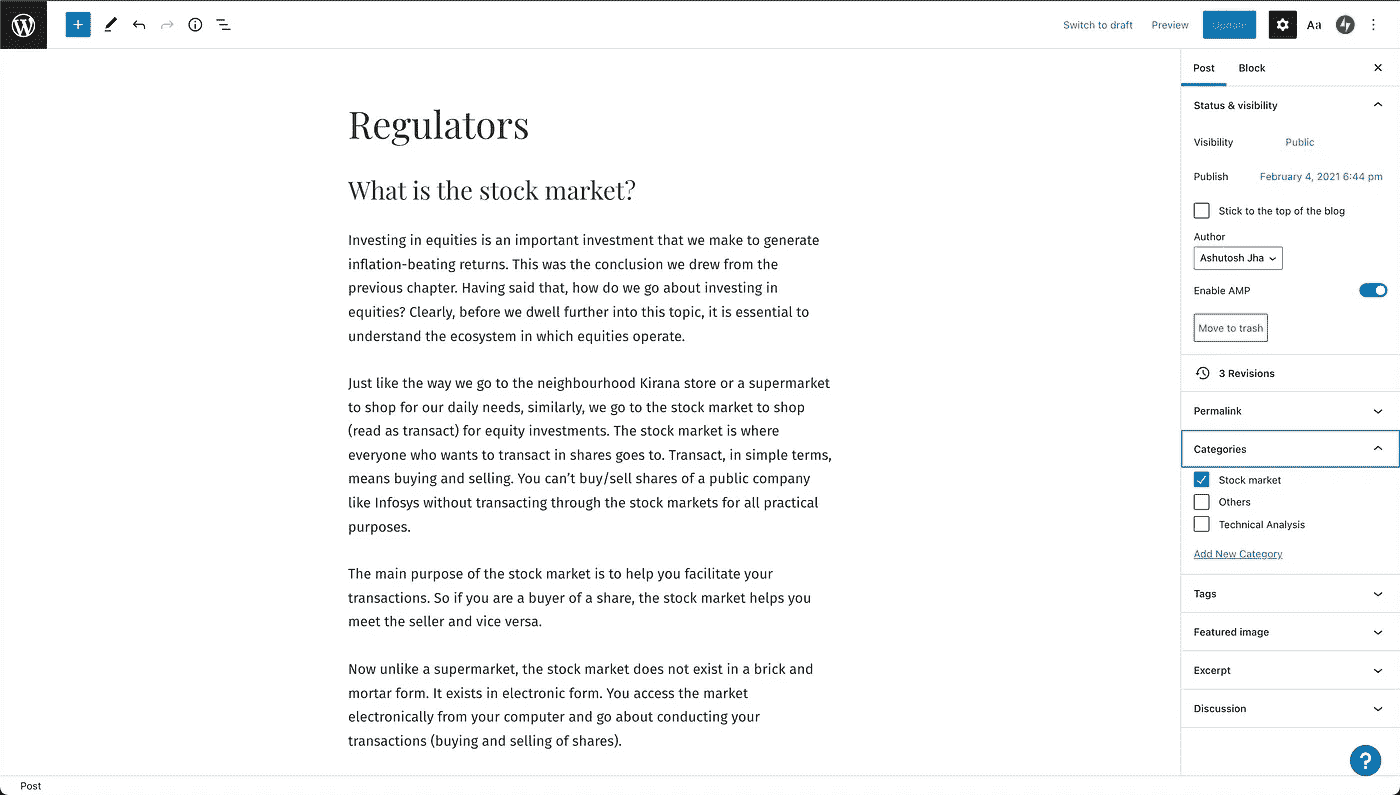 Switch to draft
Preview
Update
Aa
Post
Block
Regulators
What is the stock market?
Investing in equities is an important investment that we make to generate
inflation-beating returns. This was the conclusion we drew from the
previous chapter. Having said that, how do we go about investing in
equities? Clearly, before we dwell further into this topic, it is essential to
understand the ecosystem in which equities operate.
Just like the way we go to the neighbourhood Kirana store or a supermarket
to shop for our daily needs, similarly, we go to the stock market to shop
(read as transact) for equity investments. The stock market is where
everyone who wants to transact in shares goes to. Transact, in simple terms,
means buying and selling. You can’t buy/sell shares of a public company
like Infosys without transacting through the stock markets for all practical
purposes.
The main purpose of the stock market is to help you facilitate your
transactions. So if you are a buyer of a share, the stock market helps you
meet the seller and vice versa.
Now unlike a supermarket, the stock market does not exist in a brick and
mortar form. It exists in electronic form. You access the market
electronically from your computer and go about conducting your
transactions (buying and selling of shares).
Status & visibility
Visibility Public
Publish February 4, 2021 6:44 pm
Stick to the top of the blog
Author
Ashutosh Jha
Enable AMP
Move to trash
3 Revisions
Permalink
Categories
Stock market
Others
Technical Analysis
Add New Category
Tags
Featured image
Excerpt
Discussion
?
Post